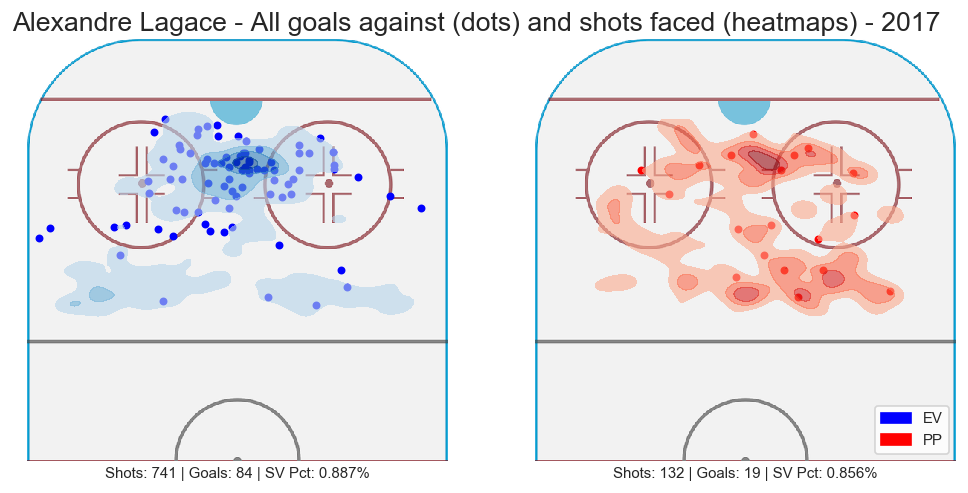 Alexandre Lagace - All goals against (dots) and shots faced (heatmaps) - 2017
EV
PP
Shots: 741 | Goals: 84 | SV Pct: 0.887%
Shots: 132 | Goals: 19 | SV Pct: 0.856%